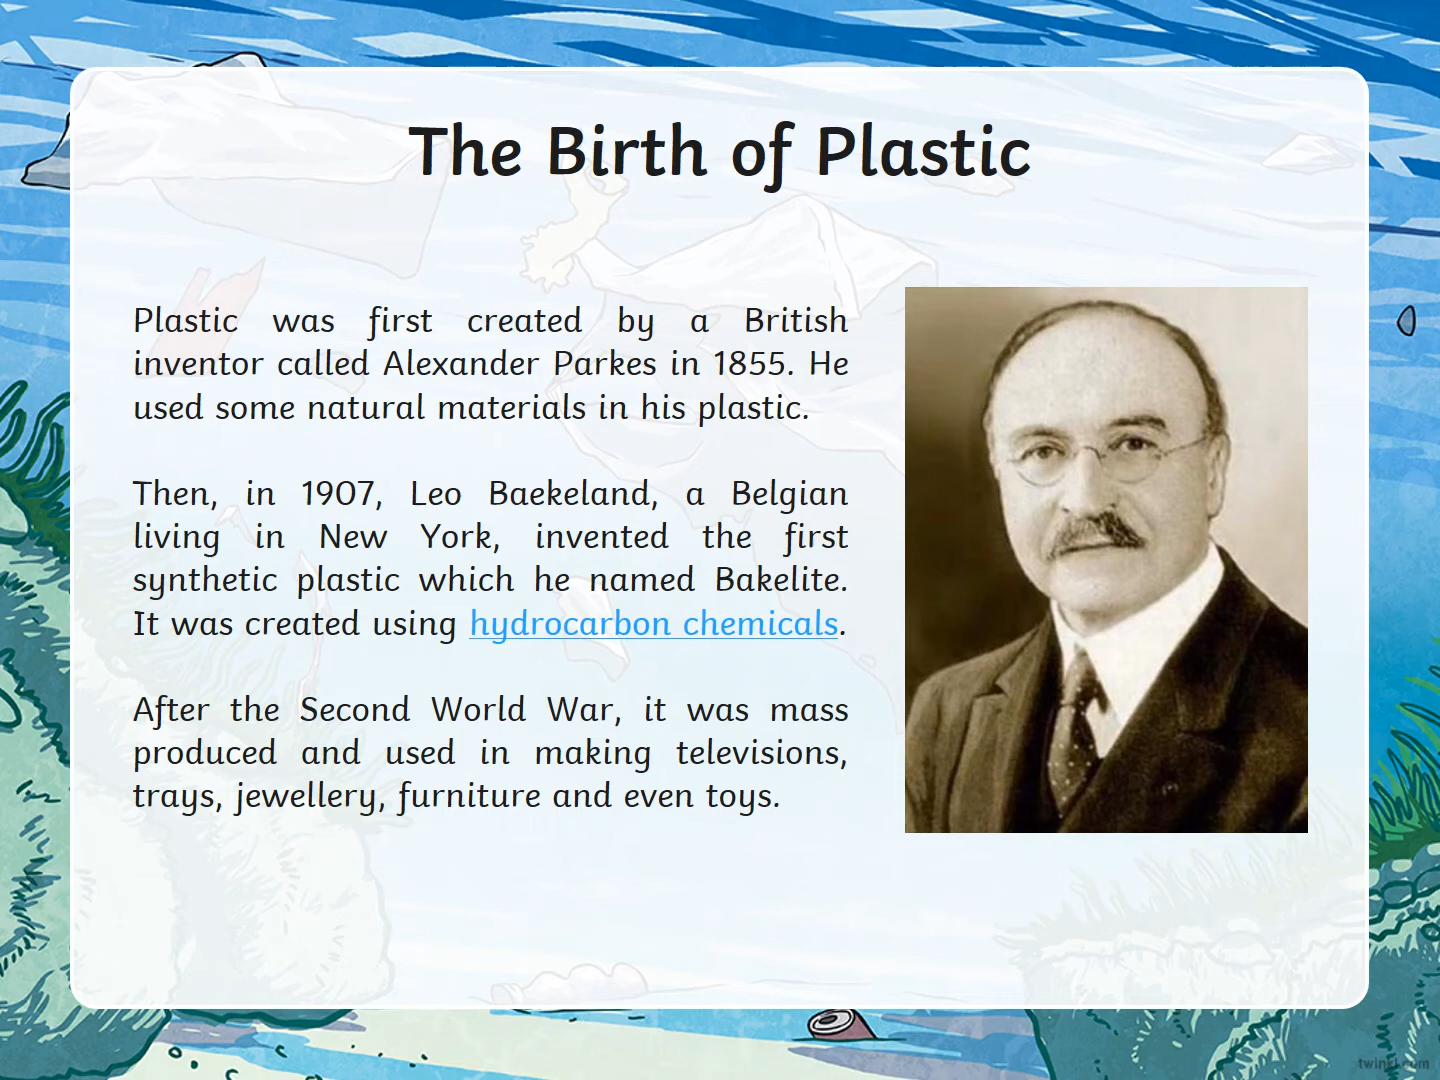 The Birth of Plastic
Plastic was first created by a British
inventor called Alexander Parkes in 1855. He
used some natural materials in his plastic.
Then, in 1907, Leo Baekeland, a Belgian
living in New York, invented the first
synthetic plastic which he named Bakelite.
It was created using hydrocarbon chemicals.
After the Second World War, it was mass
produced and used in making televisions,
trays, jewellery, furniture and even toys.
twinkl.com